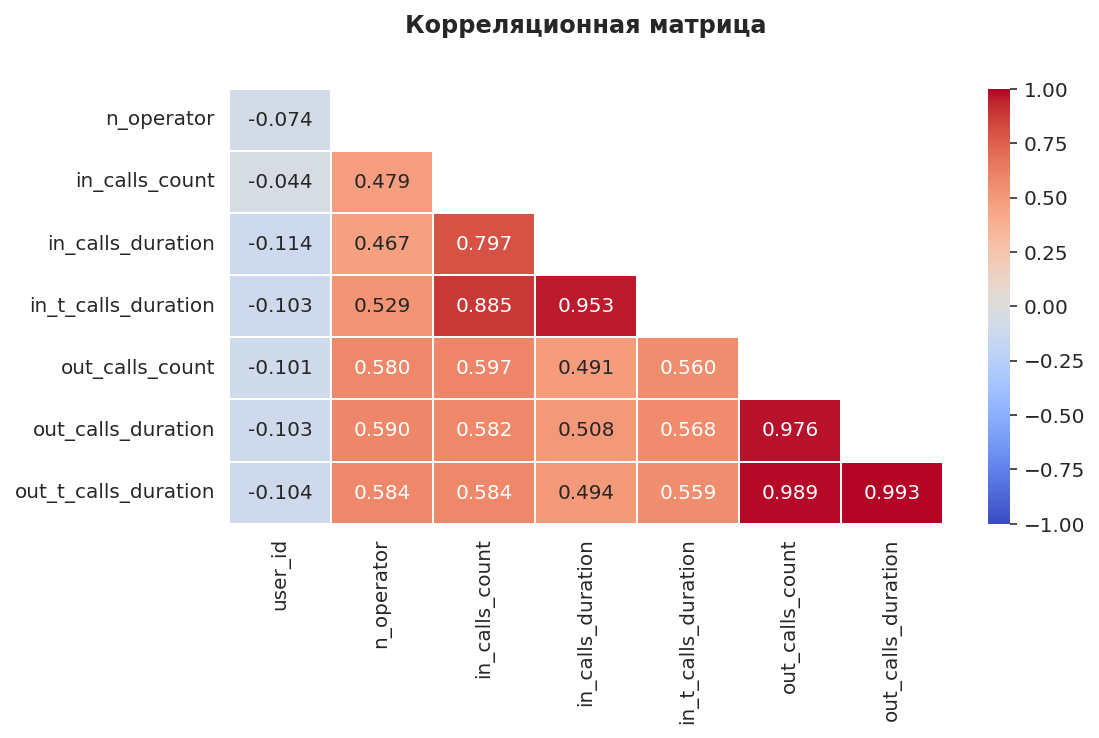 Корреляционная матрица
n_operator -0.074
in_calls_count -0.044 0.479
in_calls_duration -0.114 0.467 0.797
in_t_calls_duration -0.103 0.529 0.885 0.953
out_calls_count -0.101 0.580 0.597 0.491 0.560
out_calls_duration -0.103 0.590 0.582 0.508 0.568 0.976
out_t_calls_duration -0.104 0.584 0.584 0.494 0.559 0.989 0.993
user_id
n_operator
in_calls_count
in_calls_duration
in_t_calls_duration
out_calls_count
out_calls_duration
1.00
0.75
0.50
0.25
0.00
−0.25
−0.50
−0.75
−1.00